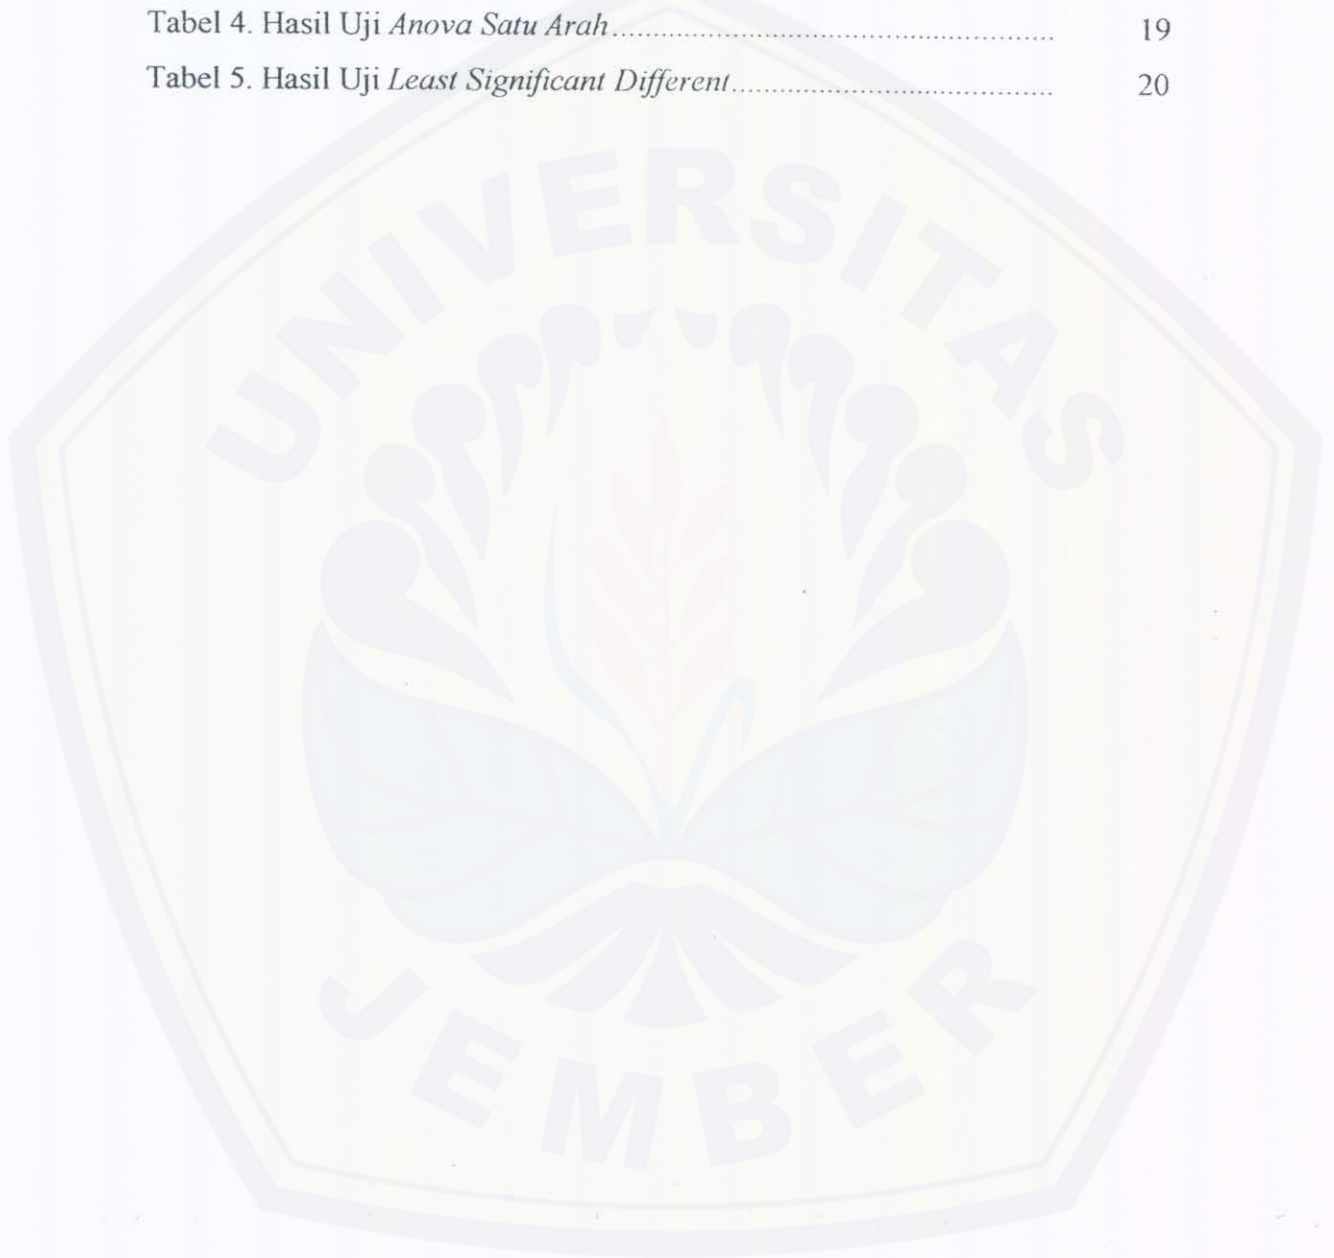 Tabel 4. Hasil Uji Anova Satu Arah........................................................ 19
Tabel 5. Hasil Uji Least Significant Different........................................ 20
UNIVERSITAS
JEMBER